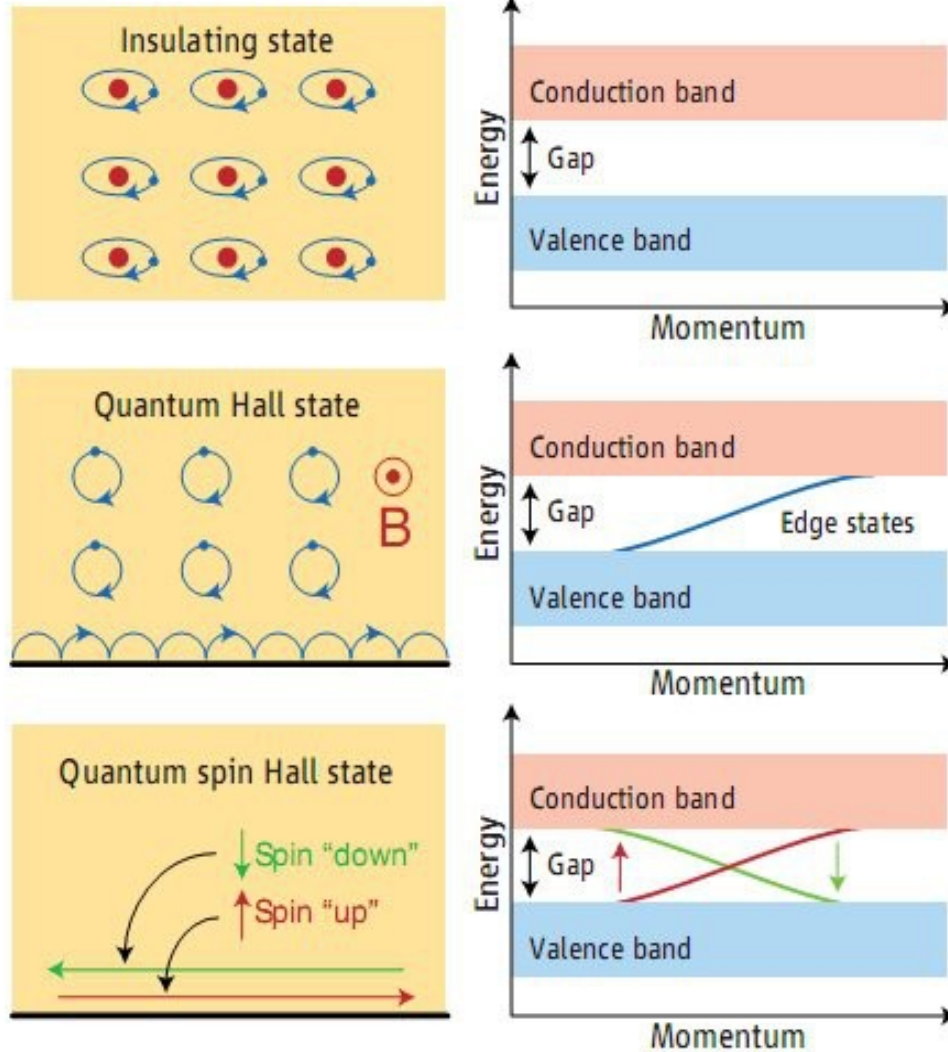 Insulating state
Energy
Conduction band
Gap
Valence band
Momentum
Quantum Hall state
B
Energy
Conduction band
Gap
Edge states
Valence band
Momentum
Quantum spin Hall state
Spin “down”
Spin “up”
Energy
Conduction band
Gap
Valence band
Momentum